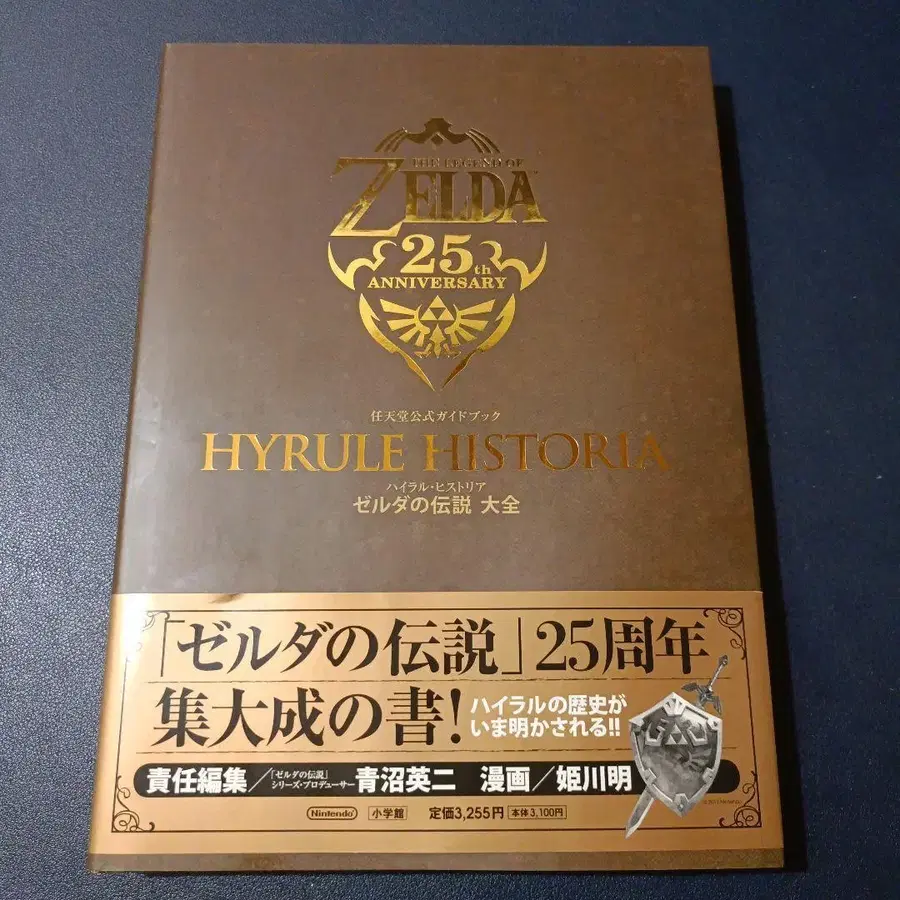 THE LEGEND OF
ZELDA
25th
ANNIVERSARY
任天堂公式ガイドブック
HYRULE HISTORIA
ハイラル・ヒストリア
ゼルダの伝説 大全
「ゼルダの伝説」25周年
集大成の書!
ハイラルの歴史が
いま明かされる!!
責任編集/「ゼルダの伝説」シリーズ・プロデューサー 青沼英二 漫画/姫川明
Nintendo 小学館 定価3,255円 本体3,100円